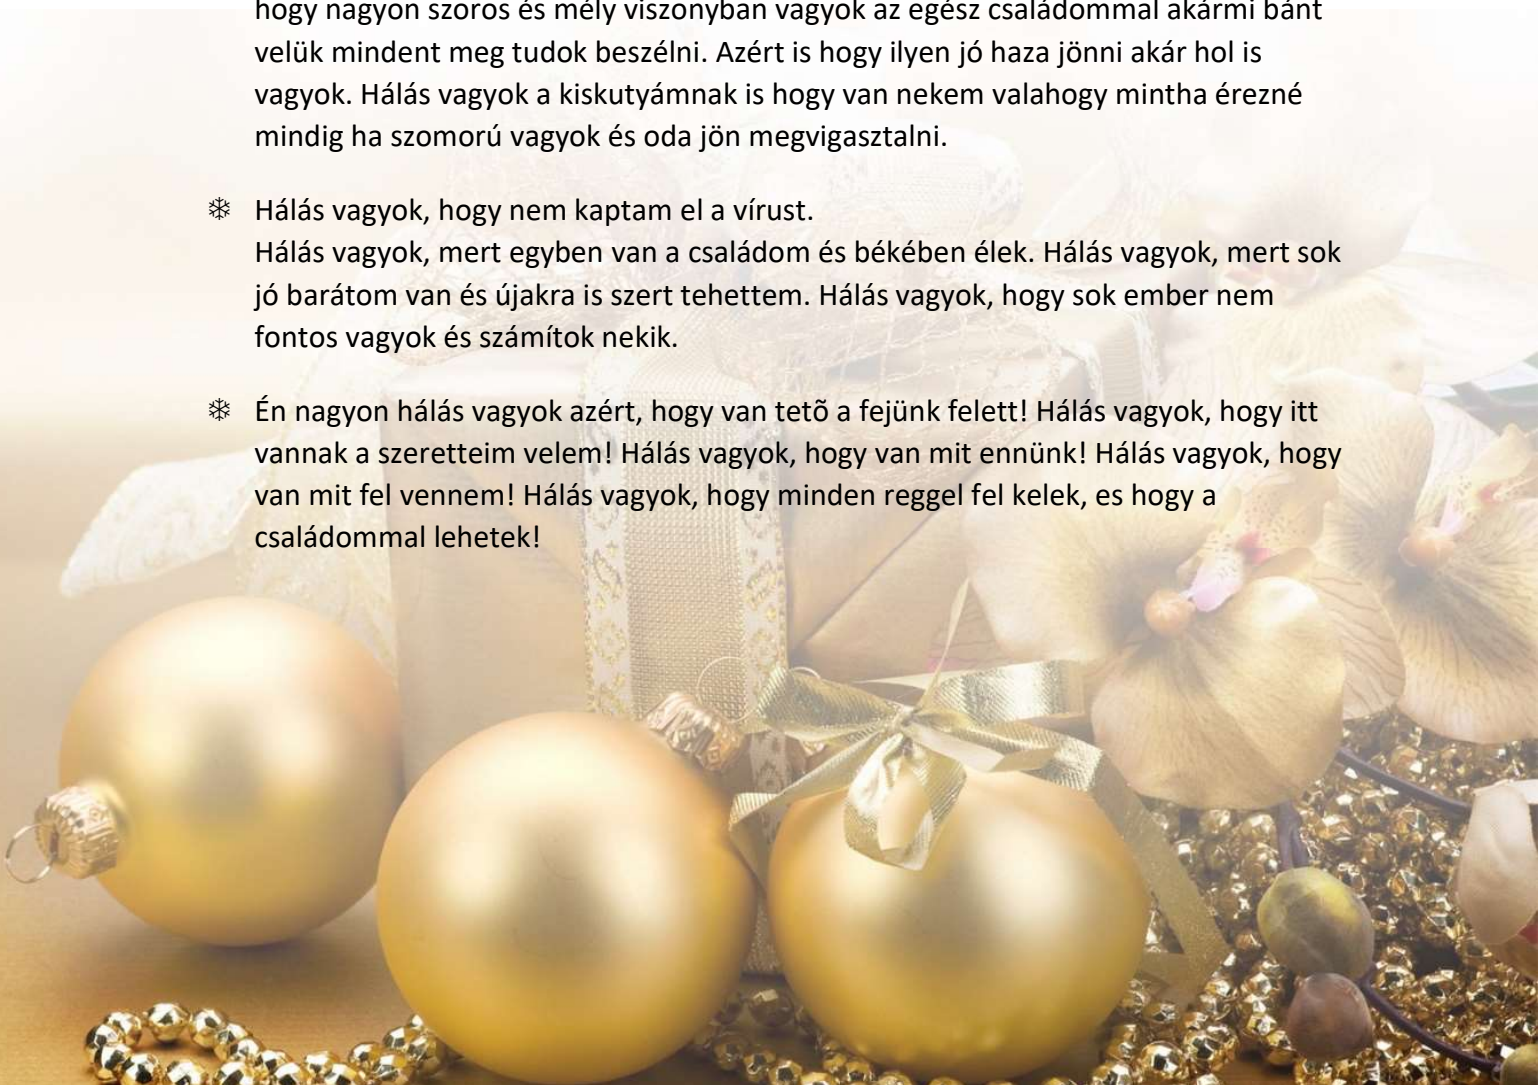 hogy nagyon szoros és mély viszonyban vagyok az egész családommal akármi bánt
velük mindent meg tudok beszélni. Azért is hogy ilyen jó haza jönni akár hol is
vagyok. Hálás vagyok a kiskutyámnak is hogy van nekem valahogy mintha érezné
mindig ha szomorú vagyok és oda jön megvigasztalni.
❄ Hálás vagyok, hogy nem kaptam el a vírust.
Hálás vagyok, mert egyben van a családom és békében élek. Hálás vagyok, mert sok
jó barátom van és újakra is szert tehettem. Hálás vagyok, hogy sok ember nem
fontos vagyok és számítok nekik.
❄ Én nagyon hálás vagyok azért, hogy van tetõ a fejünk felett! Hálás vagyok, hogy itt
vannak a szeretteim velem! Hálás vagyok, hogy van mit ennünk! Hálás vagyok, hogy
van mit fel vennem! Hálás vagyok, hogy minden reggel fel kelek, es hogy a
családommal lehetek!